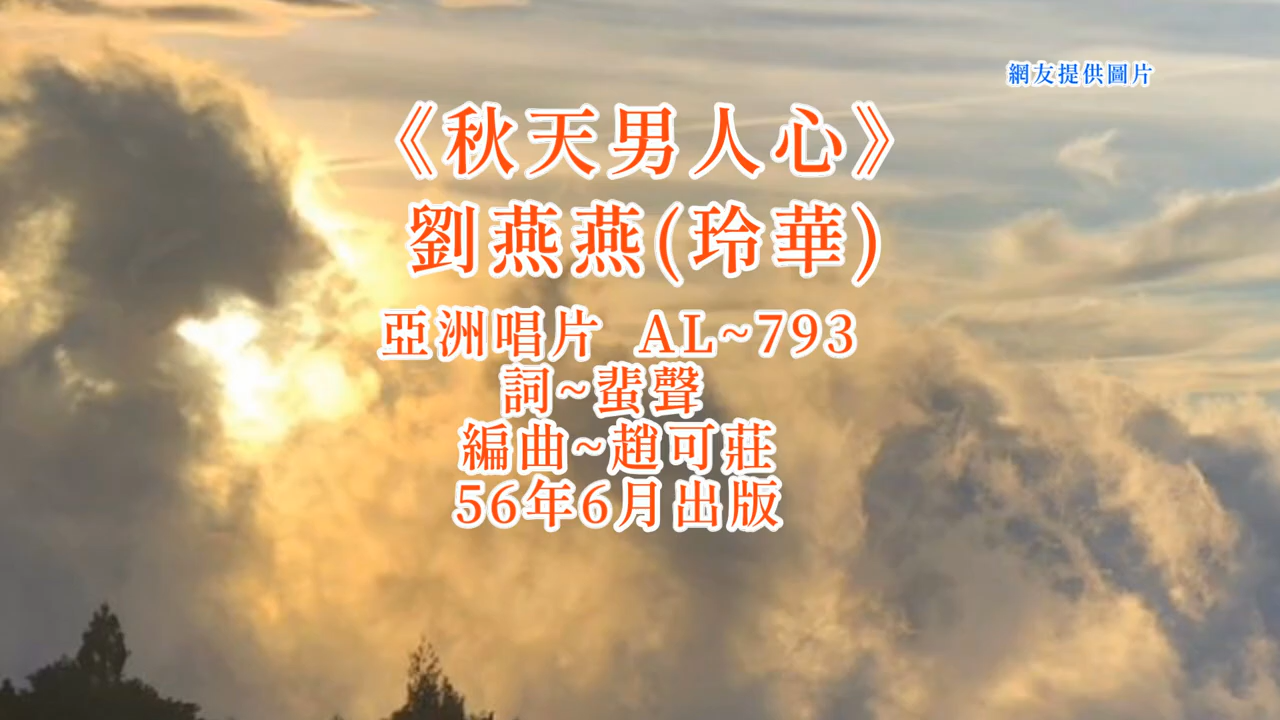 網友提供圖片
《秋天男人心》
劉燕燕(玲華)
亞洲唱片 AL~793
詞~蜚聲
編曲~趙可莊
56年6月出版